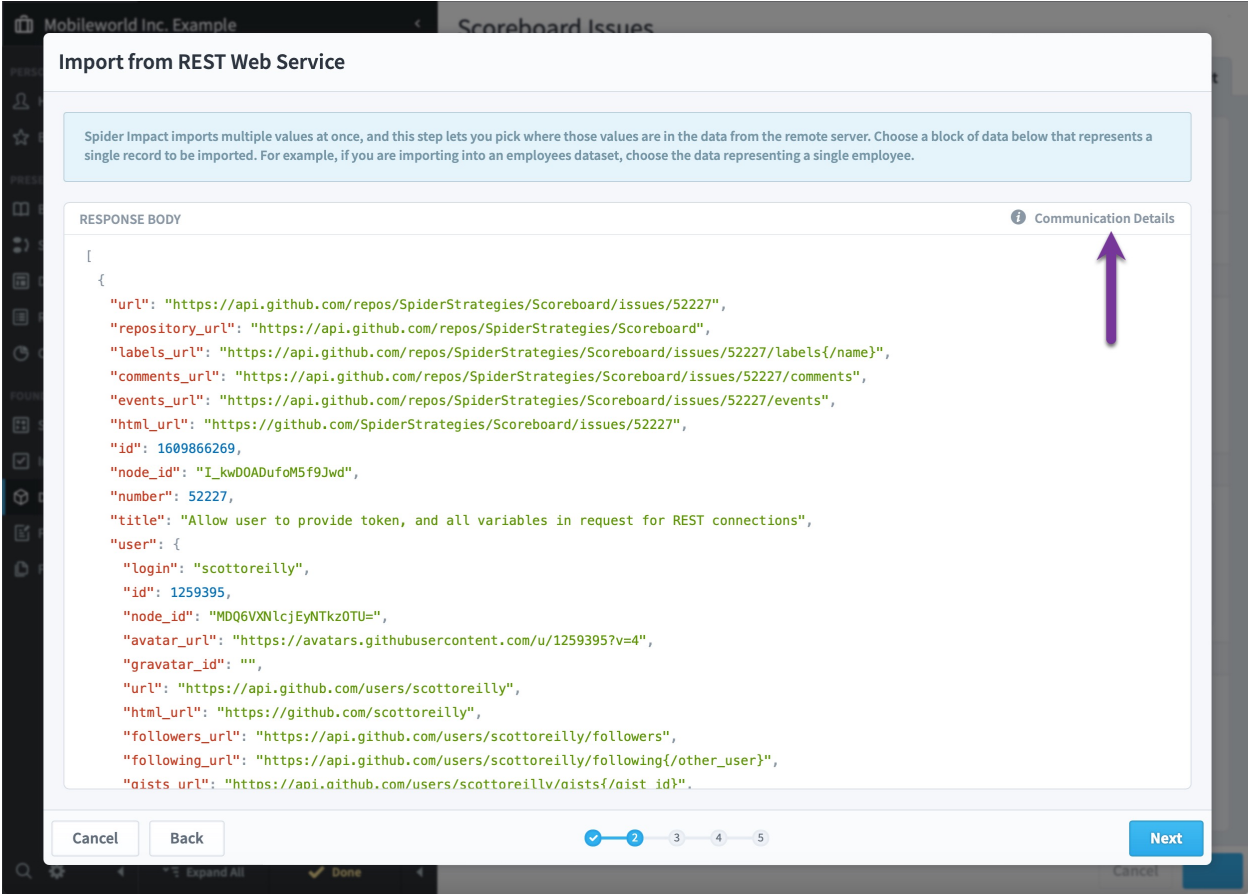 Mobileworld Inc. Example
Scoreboard Issues
Import from REST Web Service
Spider Impact imports multiple values at once, and this step lets you pick where those values are in the data from the remote server. Choose a block of data below that represents a
single record to be imported. For example, if you are importing into an employees dataset, choose the data representing a single employee.
RESPONSE BODY
Communication Details
[
{
"url": "https://api.github.com/repos/SpiderStrategies/Scoreboard/issues/52227",
"repository_url": "https://api.github.com/repos/SpiderStrategies/Scoreboard",
"labels_url": "https://api.github.com/repos/SpiderStrategies/Scoreboard/issues/52227/labels{/name}",
"comments_url": "https://api.github.com/repos/SpiderStrategies/Scoreboard/issues/52227/comments",
"events_url": "https://api.github.com/repos/SpiderStrategies/Scoreboard/issues/52227/events",
"html_url": "https://github.com/SpiderStrategies/Scoreboard/issues/52227",
"id": 1609866269,
"node_id": "I_kwDOADufoM5f9Jwd",
"number": 52227,
"title": "Allow user to provide token, and all variables in request for REST connections",
"user": {
"login": "scottoreilly",
"id": 1259395,
"node_id": "MDQ6VXNlcjEyNTkzOTU=",
"avatar_url": "https://avatars.githubusercontent.com/u/1259395?v=4",
"gravatar_id": "",
"url": "https://api.github.com/users/scottoreilly",
"html_url": "https://github.com/scottoreilly",
"followers_url": "https://api.github.com/users/scottoreilly/followers",
"following_url": "https://api.github.com/users/scottoreilly/following{/other_user}",
"gists_url": "https://api.github.com/users/scottoreilly/gists{/gist_id}",
Cancel
Back
2
3
4
5
Next
Expand All
Done
Cancel